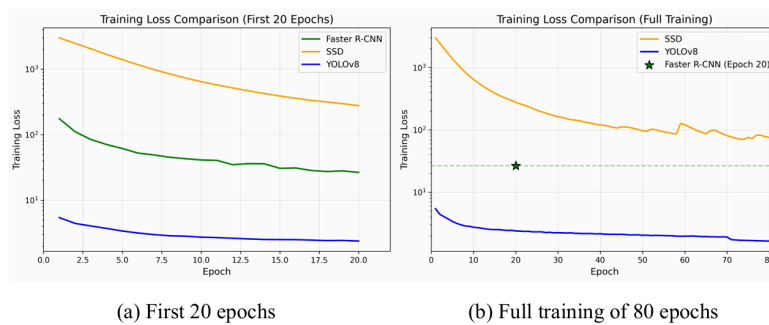 Training Loss Comparison (First 20 Epochs)
Faster R-CNN
SSD
YOLOv8
Training Loss
10³
10²
10¹
0.0 2.5 5.0 7.5 10.0 12.5 15.0 17.5 20.0
Epoch
(a) First 20 epochs
Training Loss Comparison (Full Training)
SSD
YOLOv8
Faster R-CNN (Epoch 20)
Training Loss
10³
10²
10¹
0 10 20 30 40 50 60 70
Epoch
(b) Full training of 80 epochs